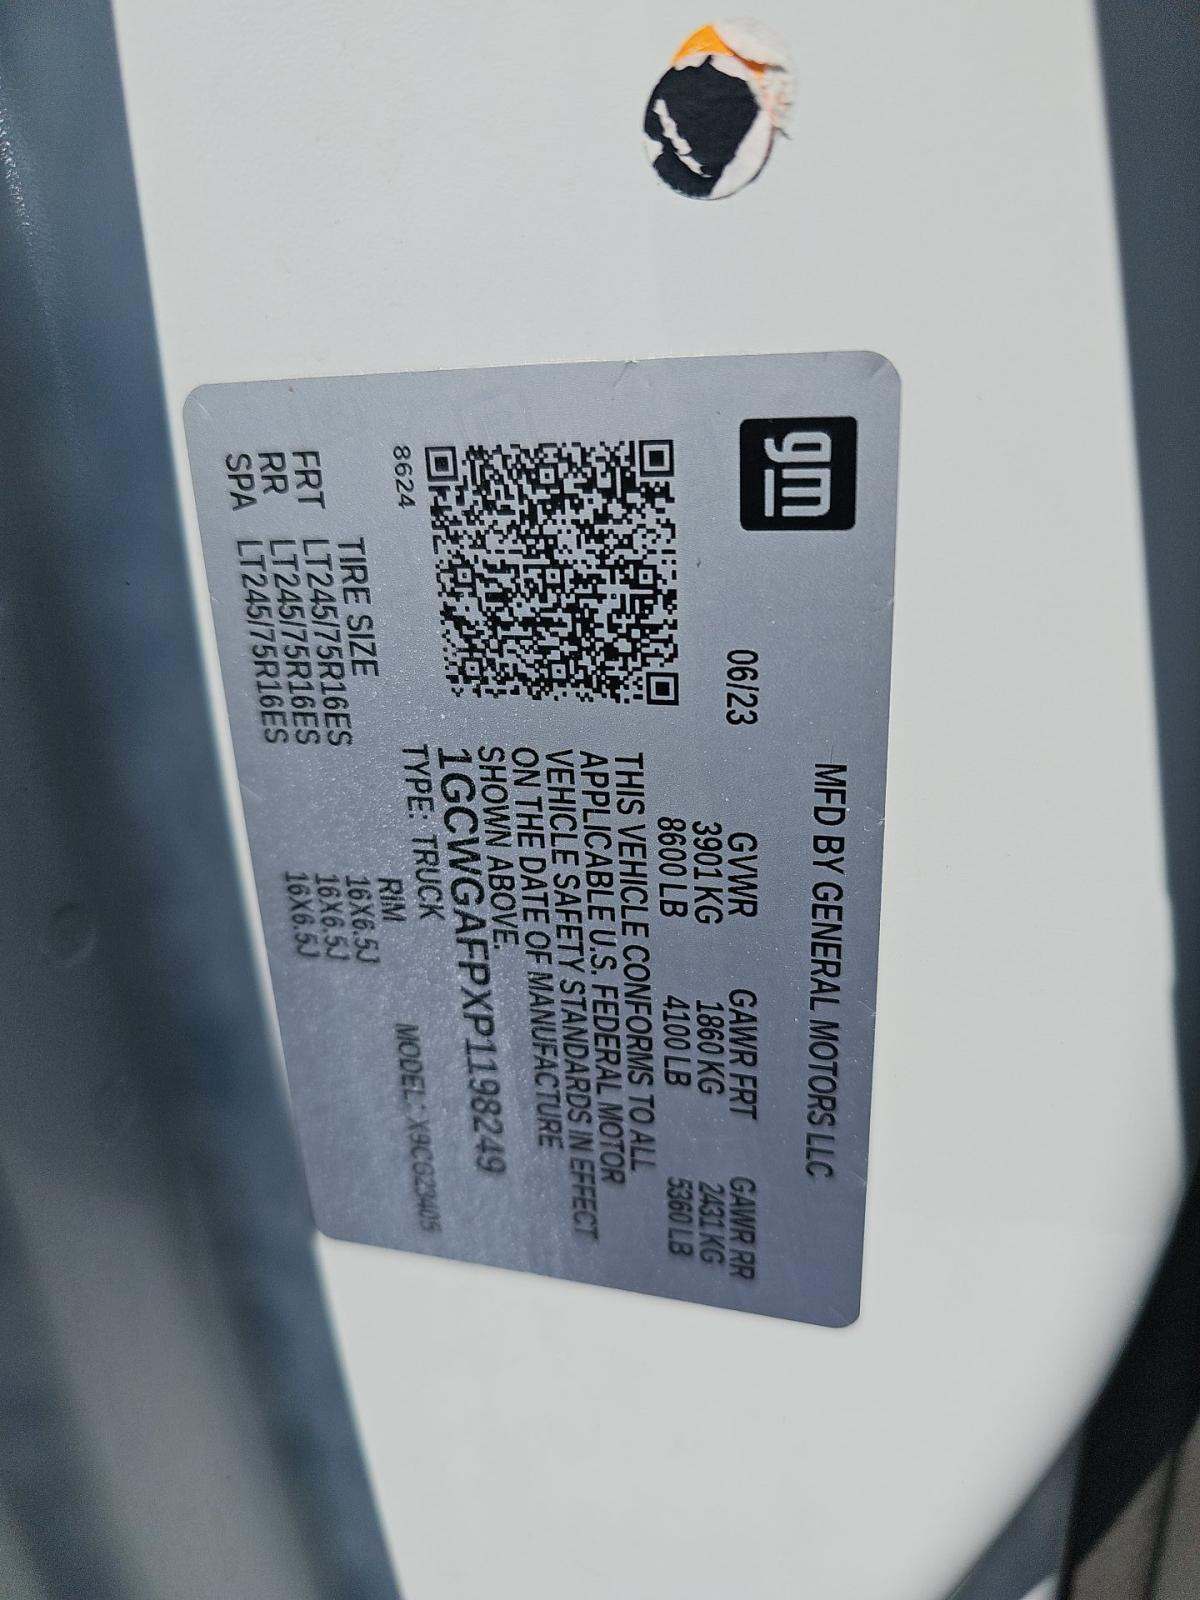 gm
MFD BY GENERAL MOTORS LLC
06/23
GVWR GAWR FRT GAWR RR
3901 KG 1860 KG 2431 KG
8600 LB 4100 LB 5360 LB
THIS VEHICLE CONFORMS TO ALL
APPLICABLE U.S. FEDERAL MOTOR
VEHICLE SAFETY STANDARDS IN EFFECT
ON THE DATE OF MANUFACTURE
SHOWN ABOVE.
1GCWGAFPXP1198249
8624
TYPE: TRUCK MODEL:
TIRE SIZE RIM
FRT LT245/75R16ES 16X6.5J
RR LT245/75R16ES 16X6.5J
SPA LT245/75R16ES 16X6.5J